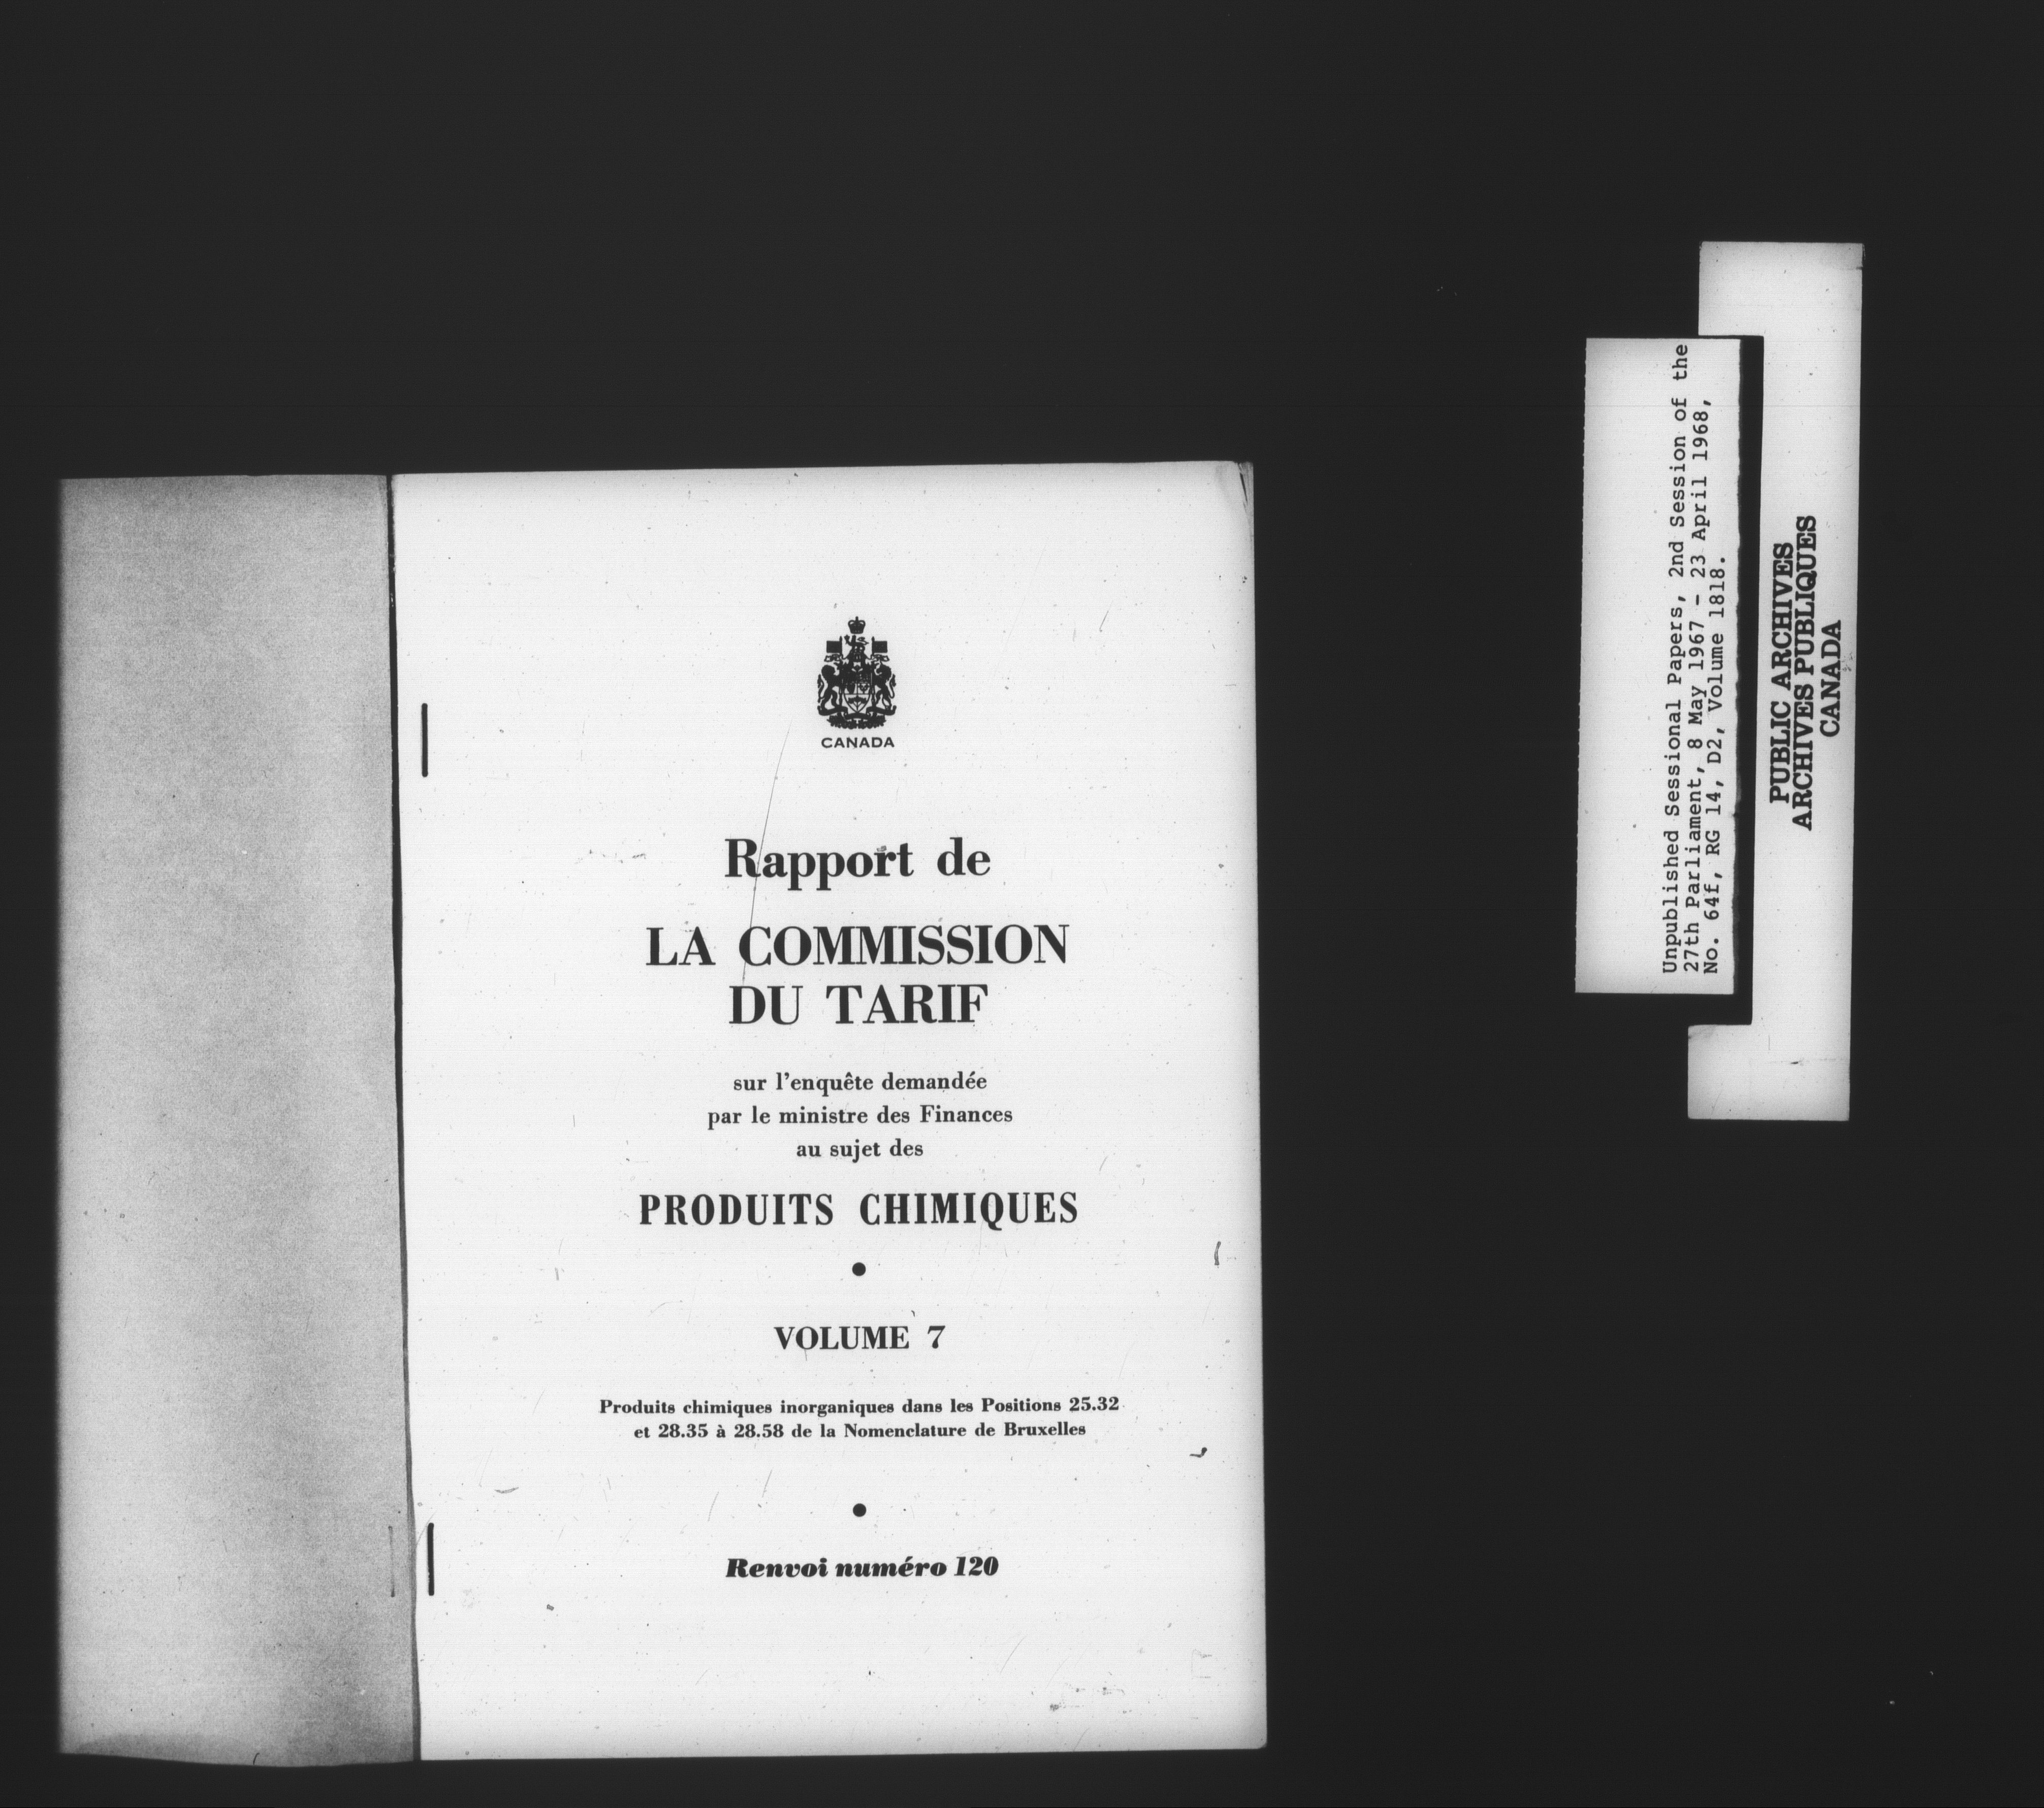 CANADA
Rapport de
LA COMMISSION
DU TARIF
sur l'enquête demandée
par le ministre des Finances
au sujet des
PRODUITS CHIMIQUES
VOLUME 7
Produits chimiques inorganiques dans les Positions 25.32
et 28.35 à 28.58 de la Nomenclature de Bruxelles
Renvoi numéro 120
Unpublished Sessional Papers, 2nd Session of the
27th Parliament, 8 May 1967 - 23 April 1968,
No. 64f, RG 14, D2, Volume 1818.
PUBLIC ARCHIVES
ARCHIVES PUBLIQUES
CANADA